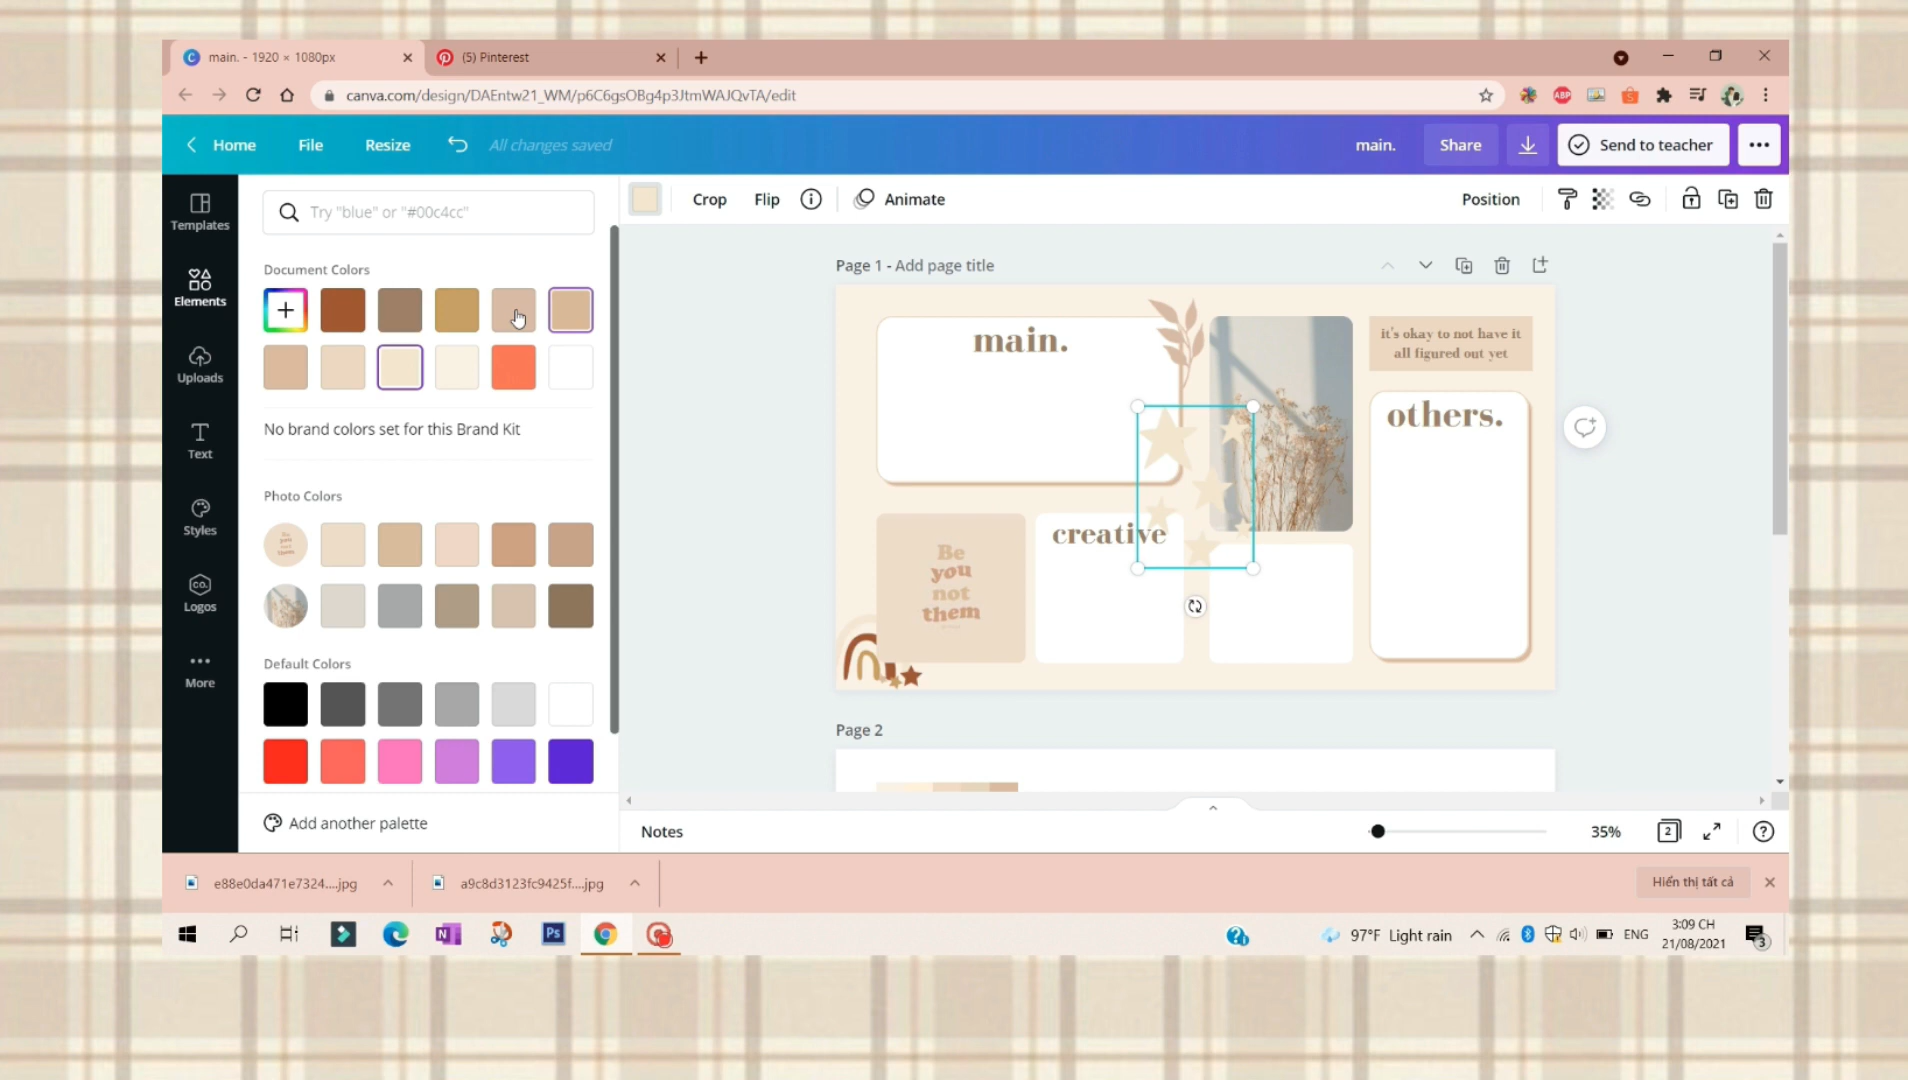 main. - 1920 × 1080px
(5) Pinterest
canva.com/design/DAEntw21_WM/p6C6gsOBg4p3JtmWAJQvTA/edit
ABP
Home
File
Resize
All changes saved
main.
Share
Send to teacher
Templates
Elements
Uploads
Text
Styles
CO.
Logos
More
Try "blue" or "#00c4cc"
Document Colors
No brand colors set for this Brand Kit
Photo Colors
Default Colors
Add another palette
Crop
Flip
Animate
Position
Page 1 - Add page title
main.
it's okay to not have it
all figured out yet
others.
creative
Be
you
not
them
Page 2
Notes
35%
2
e88e0da471e7324....jpg
a9c8d3123fc9425f....jpg
Hiển thị tất cả
N
Ps
97°F Light rain
ENG
3:09 CH
21/08/2021
3